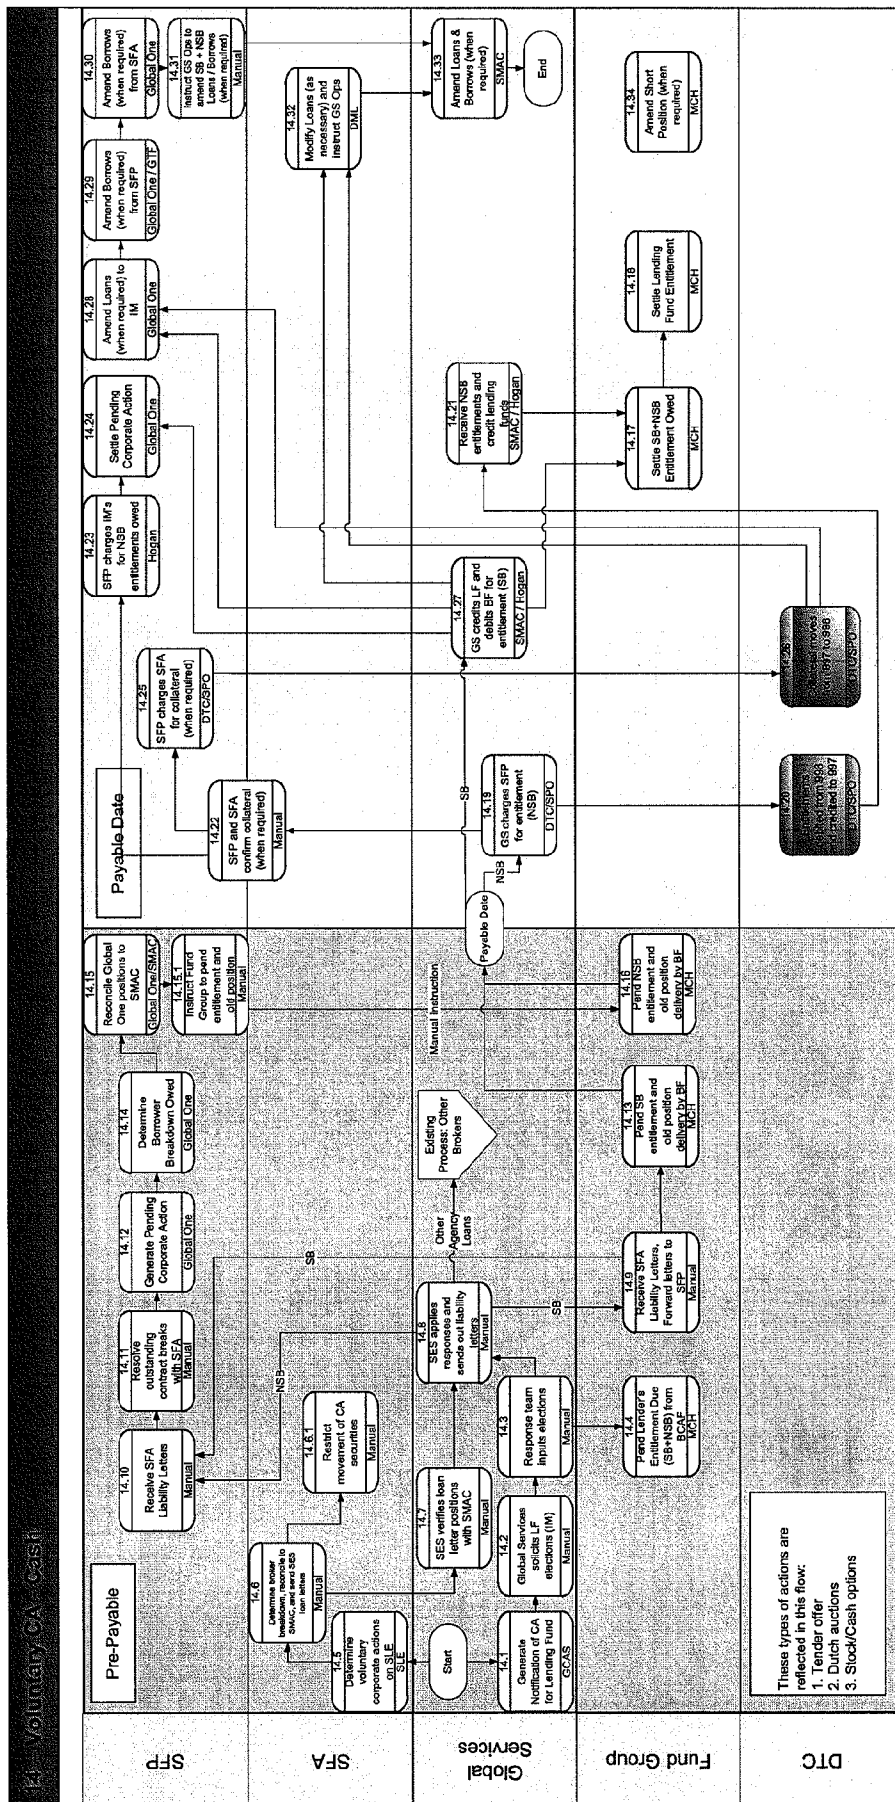 14 - Voluntary CA: Cash
SFP
SFA
Global
Services
Fund Group
DTC
Pre-Payable
Payable Date
14.10
Receive SFA
Liability Letters
Manual
14.11
Resolve
outstanding
contract breaks
with SFA
Manual
14.12
Generate Pending
Corporate Action
Global One
14.14
Determine
Borrower
Breakdown Owed
Global One
14.15
Reconcile Global
One positions to
SMAC
Global One/SMAC
14.15.1
Instruct Fund
Group to pend
entitlement and
old position
Manual
14.22
SFP and SFA
confirm collateral
(when required)
Manual
14.25
SFP charges SFA
for collateral
(when required)
DTC/SPO
14.23
SFP charges IM's
for NSB
entitlements owed
Hogan
14.24
Settle Pending
Corporate Action
Global One
14.28
Amend Loans
(when required) to
IM
Global One
14.29
Amend Borrows
(when required)
from SFP
Global One / GTF
14.30
Amend Borrows
(when required)
from SFA
Global One
14.31
Instruct GS Ops to
amend SB + NSB
Loans / Borrows
(when required)
Manual
14.5
Determine
voluntary
corporate actions
on SLE
SLE
14.6
Determine broker
breakdown, reconcile to
SMAC, and send SES
loan letters
Manual
14.6.1
Restrict
movement of CA
securities
Manual
14.32
Modify Loans (as
necessary) and
instruct GS Ops
DML
Start
14.1
Generate
Notification of CA
for Lending Fund
GCAS
14.2
Global Services
solicits LF
elections (IM)
Manual
14.3
Response team
inputs elections
Manual
14.7
SES verifies loan
letter positions
with SMAC
Manual
14.8
SES applies
responses and
sends out liability
letters
Manual
NSB
SB
SB
Other
Agency
Loans
Existing
Process: Other
Brokers
Manual Instruction
Payable Date
SB
NSB
14.19
GS charges SFP
for entitlement
(NSB)
DTC/SPO
14.27
GS credits LF and
debits BF for
entitlement (SB)
SMAC / Hogan
14.21
Receive NSB
entitlements and
credit lending
funds
SMAC / Hogan
14.33
Amend Loans &
Borrows (when
required)
SMAC
End
14.4
Pend Lender's
Entitlement Due
(SB+NSB) from
BCAF
MCH
14.9
Receive SFA
Liability Letters,
Forward letters to
SFP
Manual
14.13
Pend SB
entitlement and
old position
delivery by BF
MCH
14.16
Pend NSB
entitlement and
old position
delivery by BF
MCH
14.17
Settle SB+NSB
Entitlement Owed
MCH
14.18
Settle Lending
Fund Entitlement
MCH
14.34
Amend Short
Position (when
required)
MCH
These types of actions are
reflected in this flow:
1. Tender offer
2. Dutch auctions
3. Stock/Cash options
14.20
from 998
credited to 997
DTC/SPO
14.26
moves
from 997 to 998
DTC/SPO